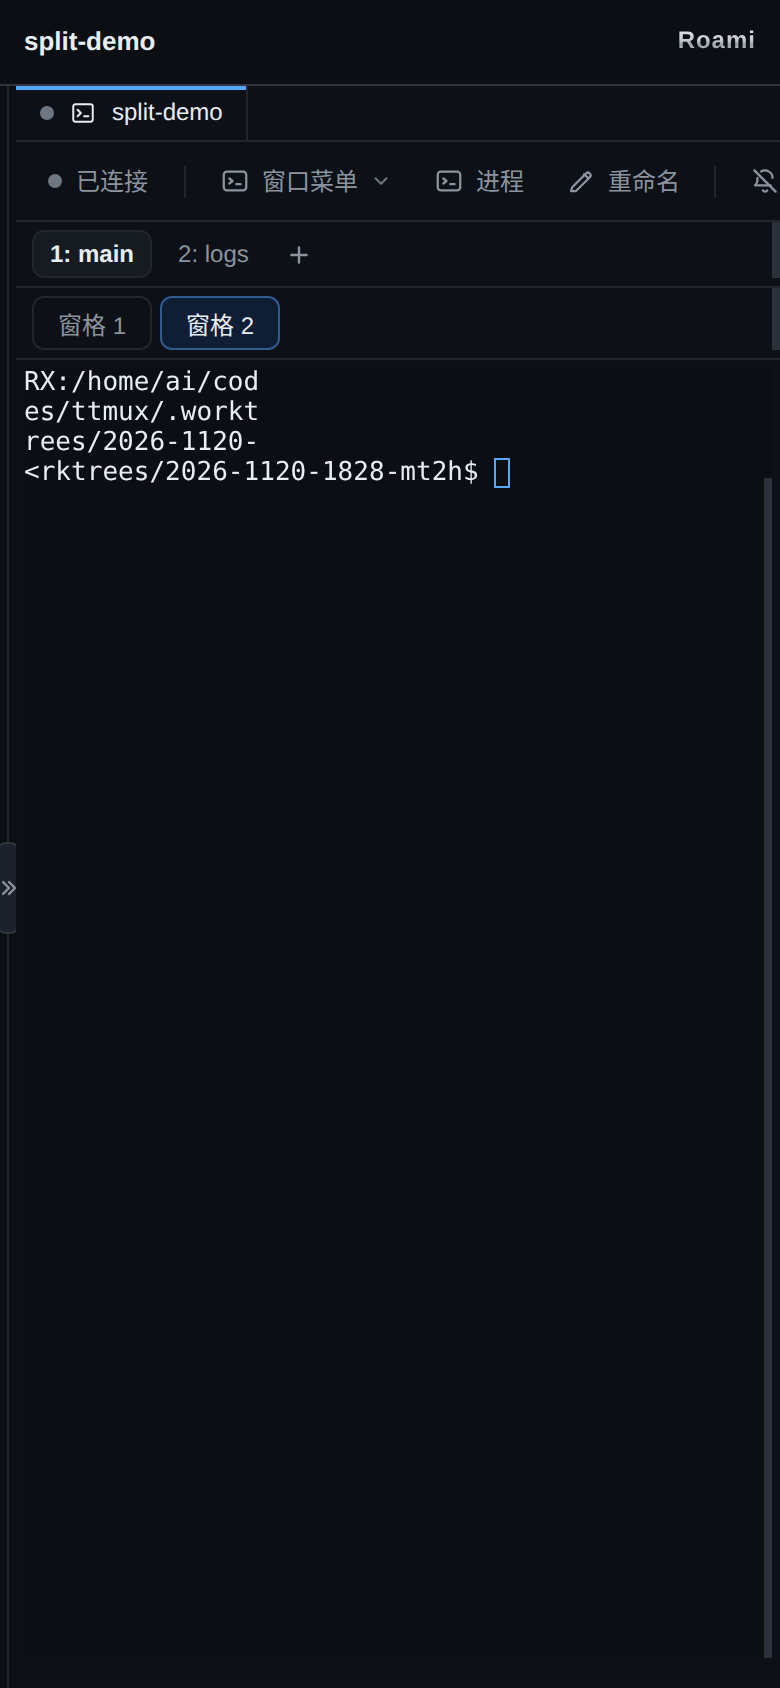 split-demo
Roami
split-demo
已连接 窗口菜单 进程 重命名
1: main 2: logs +
窗格 1 窗格 2
RX:/home/ai/cod
es/ttmux/.workt
rees/2026-1120-
<rktrees/2026-1120-1828-mt2h$